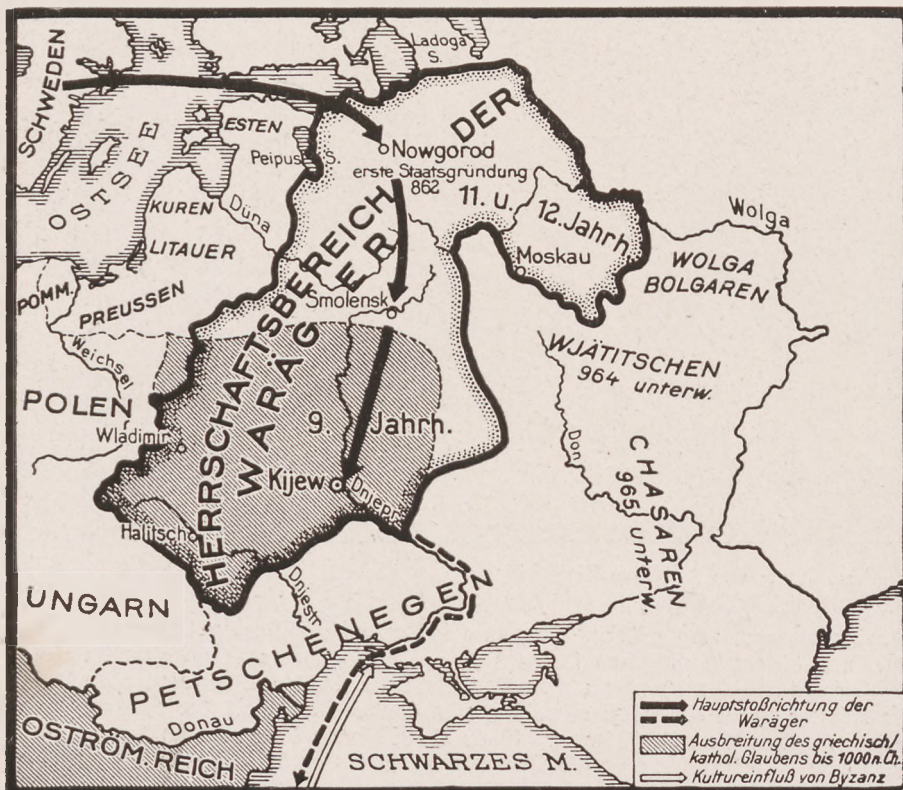 SCHWEDEN
OSTSEE
Ladoga
S.
ESTEN
Peipus S.
KUREN
Düna
LITAUER
POMM.
PREUSSEN
Weichsel
POLEN
Nowgorod
erste Staatsgründung
862
HERRSCHAFTSBEREICH DER
WARÄGER
11. u. 12. Jahrh.
Moskau
Smolensk
9. Jahrh.
Wladimir
Kijew
Dniepr
Halitsch
Dniestr
Wolga
WOLGA
BOLGAREN
WJÄTITSCHEN
964 unterw.
Don
CHASAREN
965 unterw.
UNGARN
PETSCHENEGEN
Donau
OSTRÖM. REICH
SCHWARZES M.
Hauptstoßrichtung der
Waräger
Ausbreitung des griechisch/
kathol. Glaubens bis 1000 n. Ch.
Kultureinfluß von Byzanz